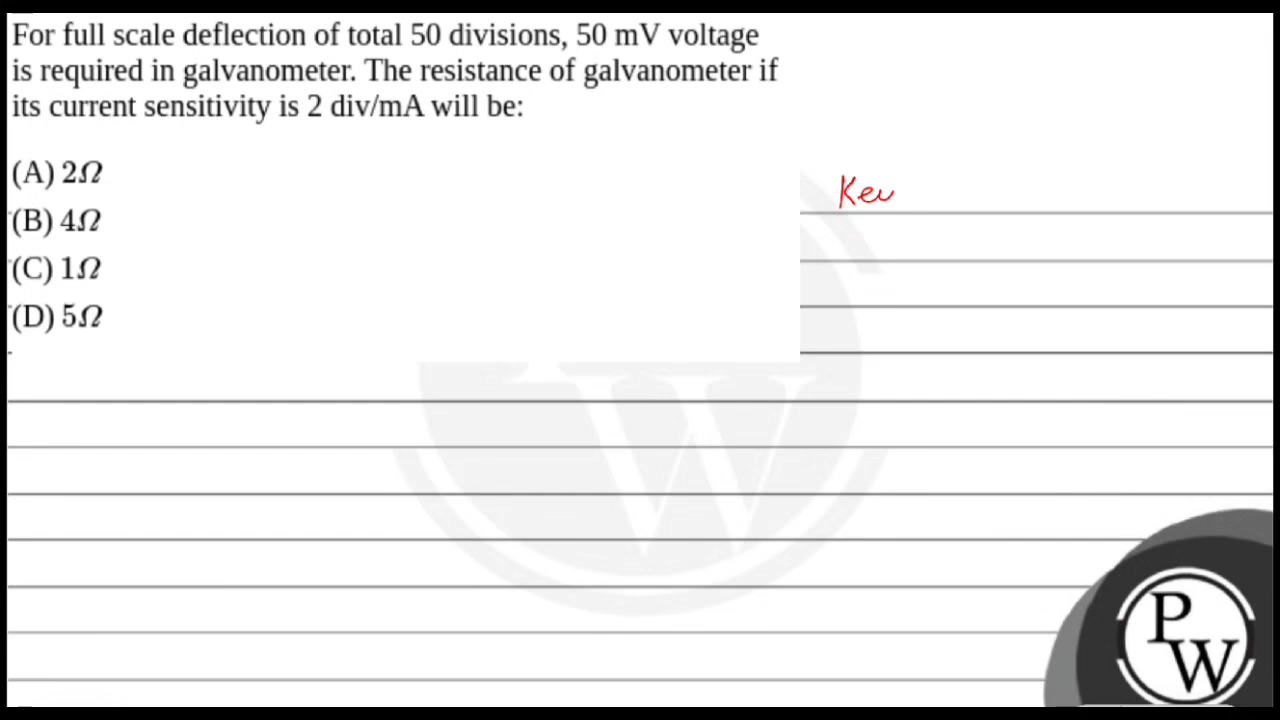 For full scale deflection of total 50 divisions, 50 mV voltage
is required in galvanometer. The resistance of galvanometer if
its current sensitivity is 2 div/mA will be:
(A) 2Ω
Kev
(B) 4Ω
(C) 1Ω
(D) 5Ω
W
P
W